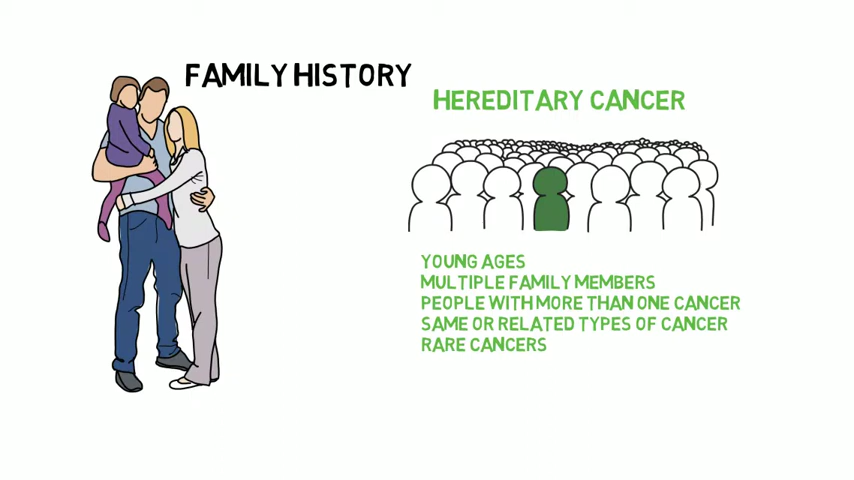 FAMILY HISTORY
HEREDITARY CANCER
YOUNG AGES
MULTIPLE FAMILY MEMBERS
PEOPLE WITH MORE THAN ONE CANCER
SAME OR RELATED TYPES OF CANCER
RARE CANCERS